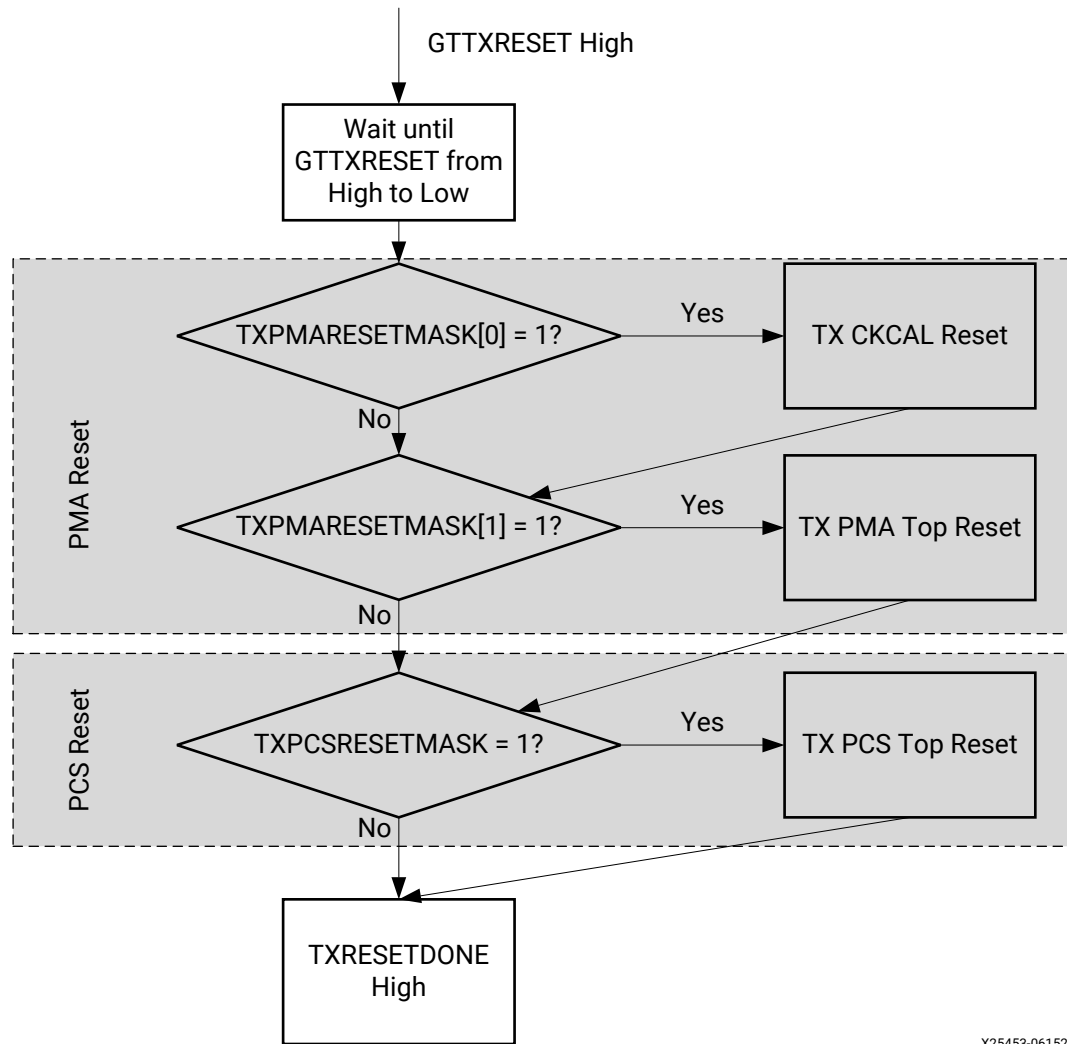 GTTXRESET High
Wait until
GTTXRESET from
High to Low
PMA Reset
TXPMARESETMASK[0] = 1?
Yes
TX CKCAL Reset
No
TXPMARESETMASK[1] = 1?
Yes
TX PMA Top Reset
No
PCS Reset
TXPCSRESETMASK = 1?
Yes
TX PCS Top Reset
No
TXRESETDONE
High
X25453-06152